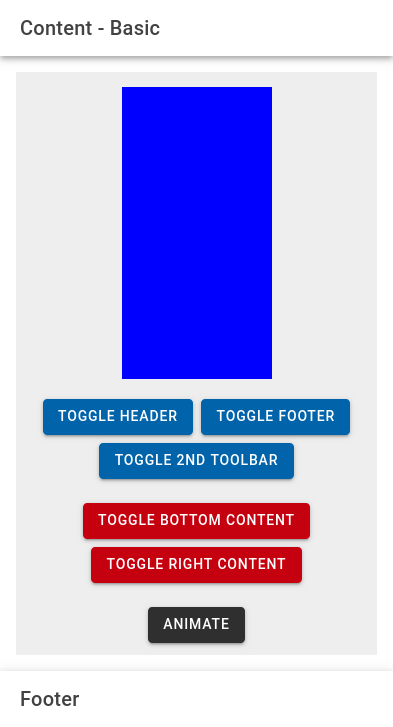 Content - Basic
TOGGLE HEADER TOGGLE FOOTER
TOGGLE 2ND TOOLBAR
TOGGLE BOTTOM CONTENT
TOGGLE RIGHT CONTENT
ANIMATE
Footer